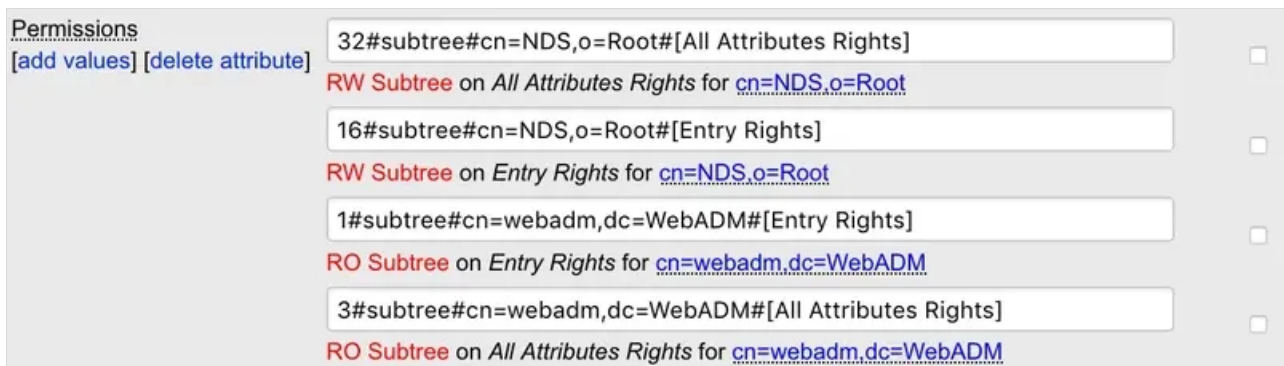 Permissions
[add values] [delete attribute]
32#subtree#cn=NDS,o=Root#[All Attributes Rights]
RW Subtree on All Attributes Rights for cn=NDS,o=Root
16#subtree#cn=NDS,o=Root#[Entry Rights]
RW Subtree on Entry Rights for cn=NDS,o=Root
1#subtree#cn=webadm,dc=WebADM#[Entry Rights]
RO Subtree on Entry Rights for cn=webadm,dc=WebADM
3#subtree#cn=webadm,dc=WebADM#[All Attributes Rights]
RO Subtree on All Attributes Rights for cn=webadm,dc=WebADM